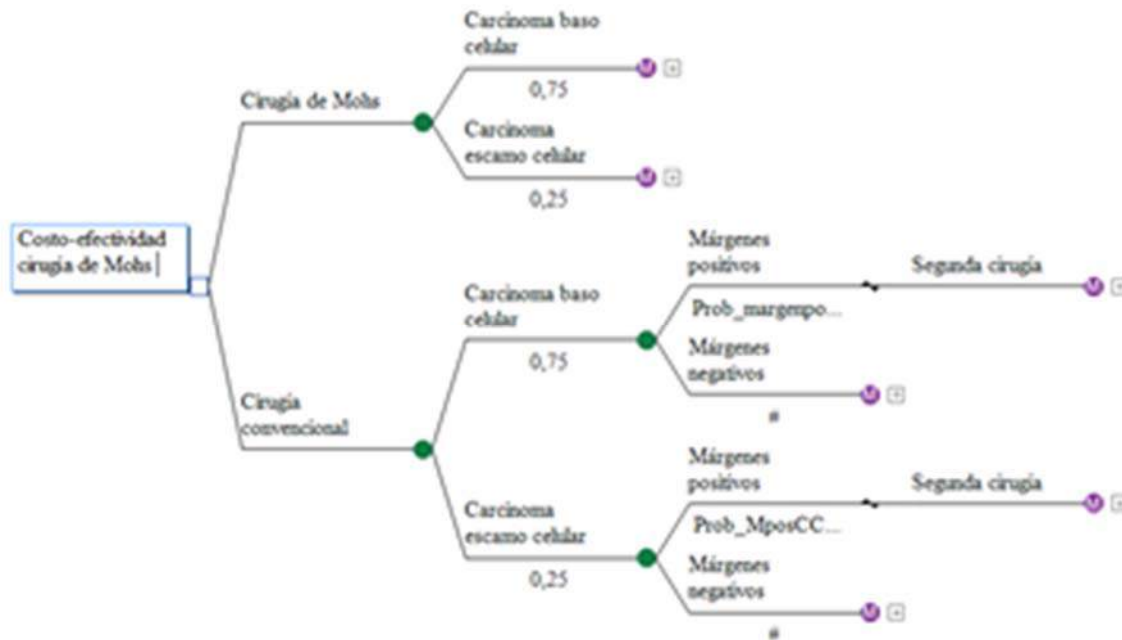 Carcinoma baso
celular
0,75
Cirugía de Mohs
Carcinoma
escamo celular
0,25
Costo-efectividad
cirugía de Mohs
Márgenes
positivos
Segunda cirugía
Prob_margenpo...
Carcinoma baso
celular
0,75
Márgenes
negativos
#
Cirugía
convencional
Márgenes
positivos
Segunda cirugía
Prob_MposCC...
Carcinoma
escamo celular
0,25
Márgenes
negativos
#